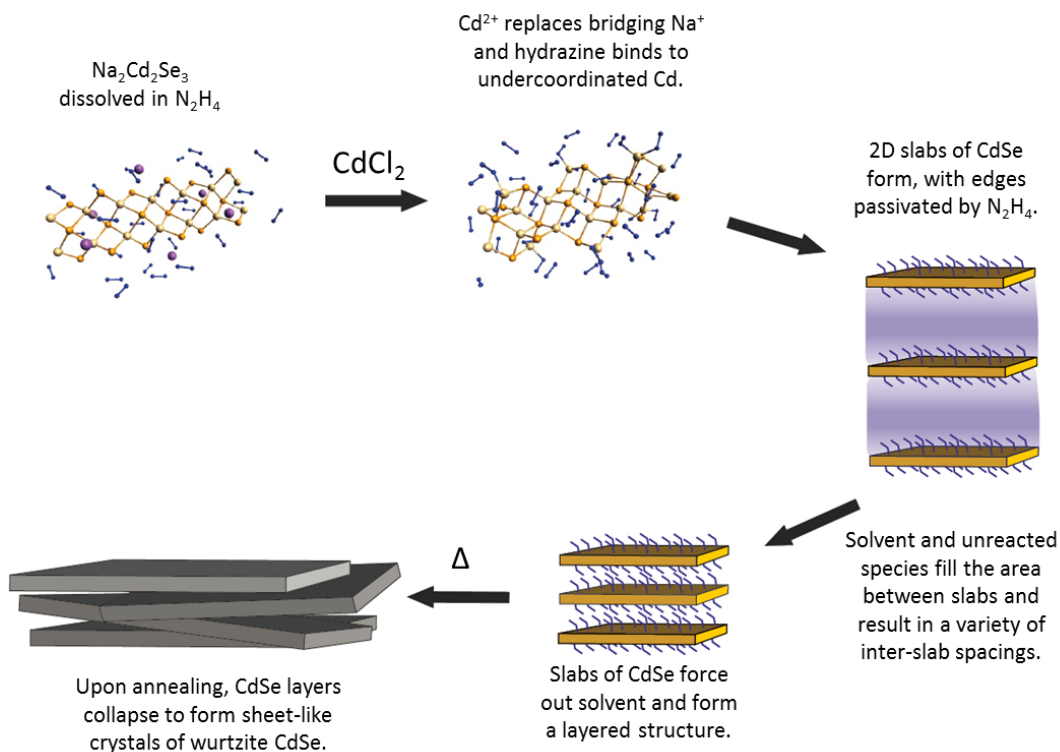 Na₂Cd₂Se₃
dissolved in N₂H₄
CdCl₂
Cd²⁺ replaces bridging Na⁺
and hydrazine binds to
undercoordinated Cd.
2D slabs of CdSe
form, with edges
passivated by N₂H₄.
Solvent and unreacted
species fill the area
between slabs and
result in a variety of
inter-slab spacings.
Slabs of CdSe force
out solvent and form
a layered structure.
Δ
Upon annealing, CdSe layers
collapse to form sheet-like
crystals of wurtzite CdSe.